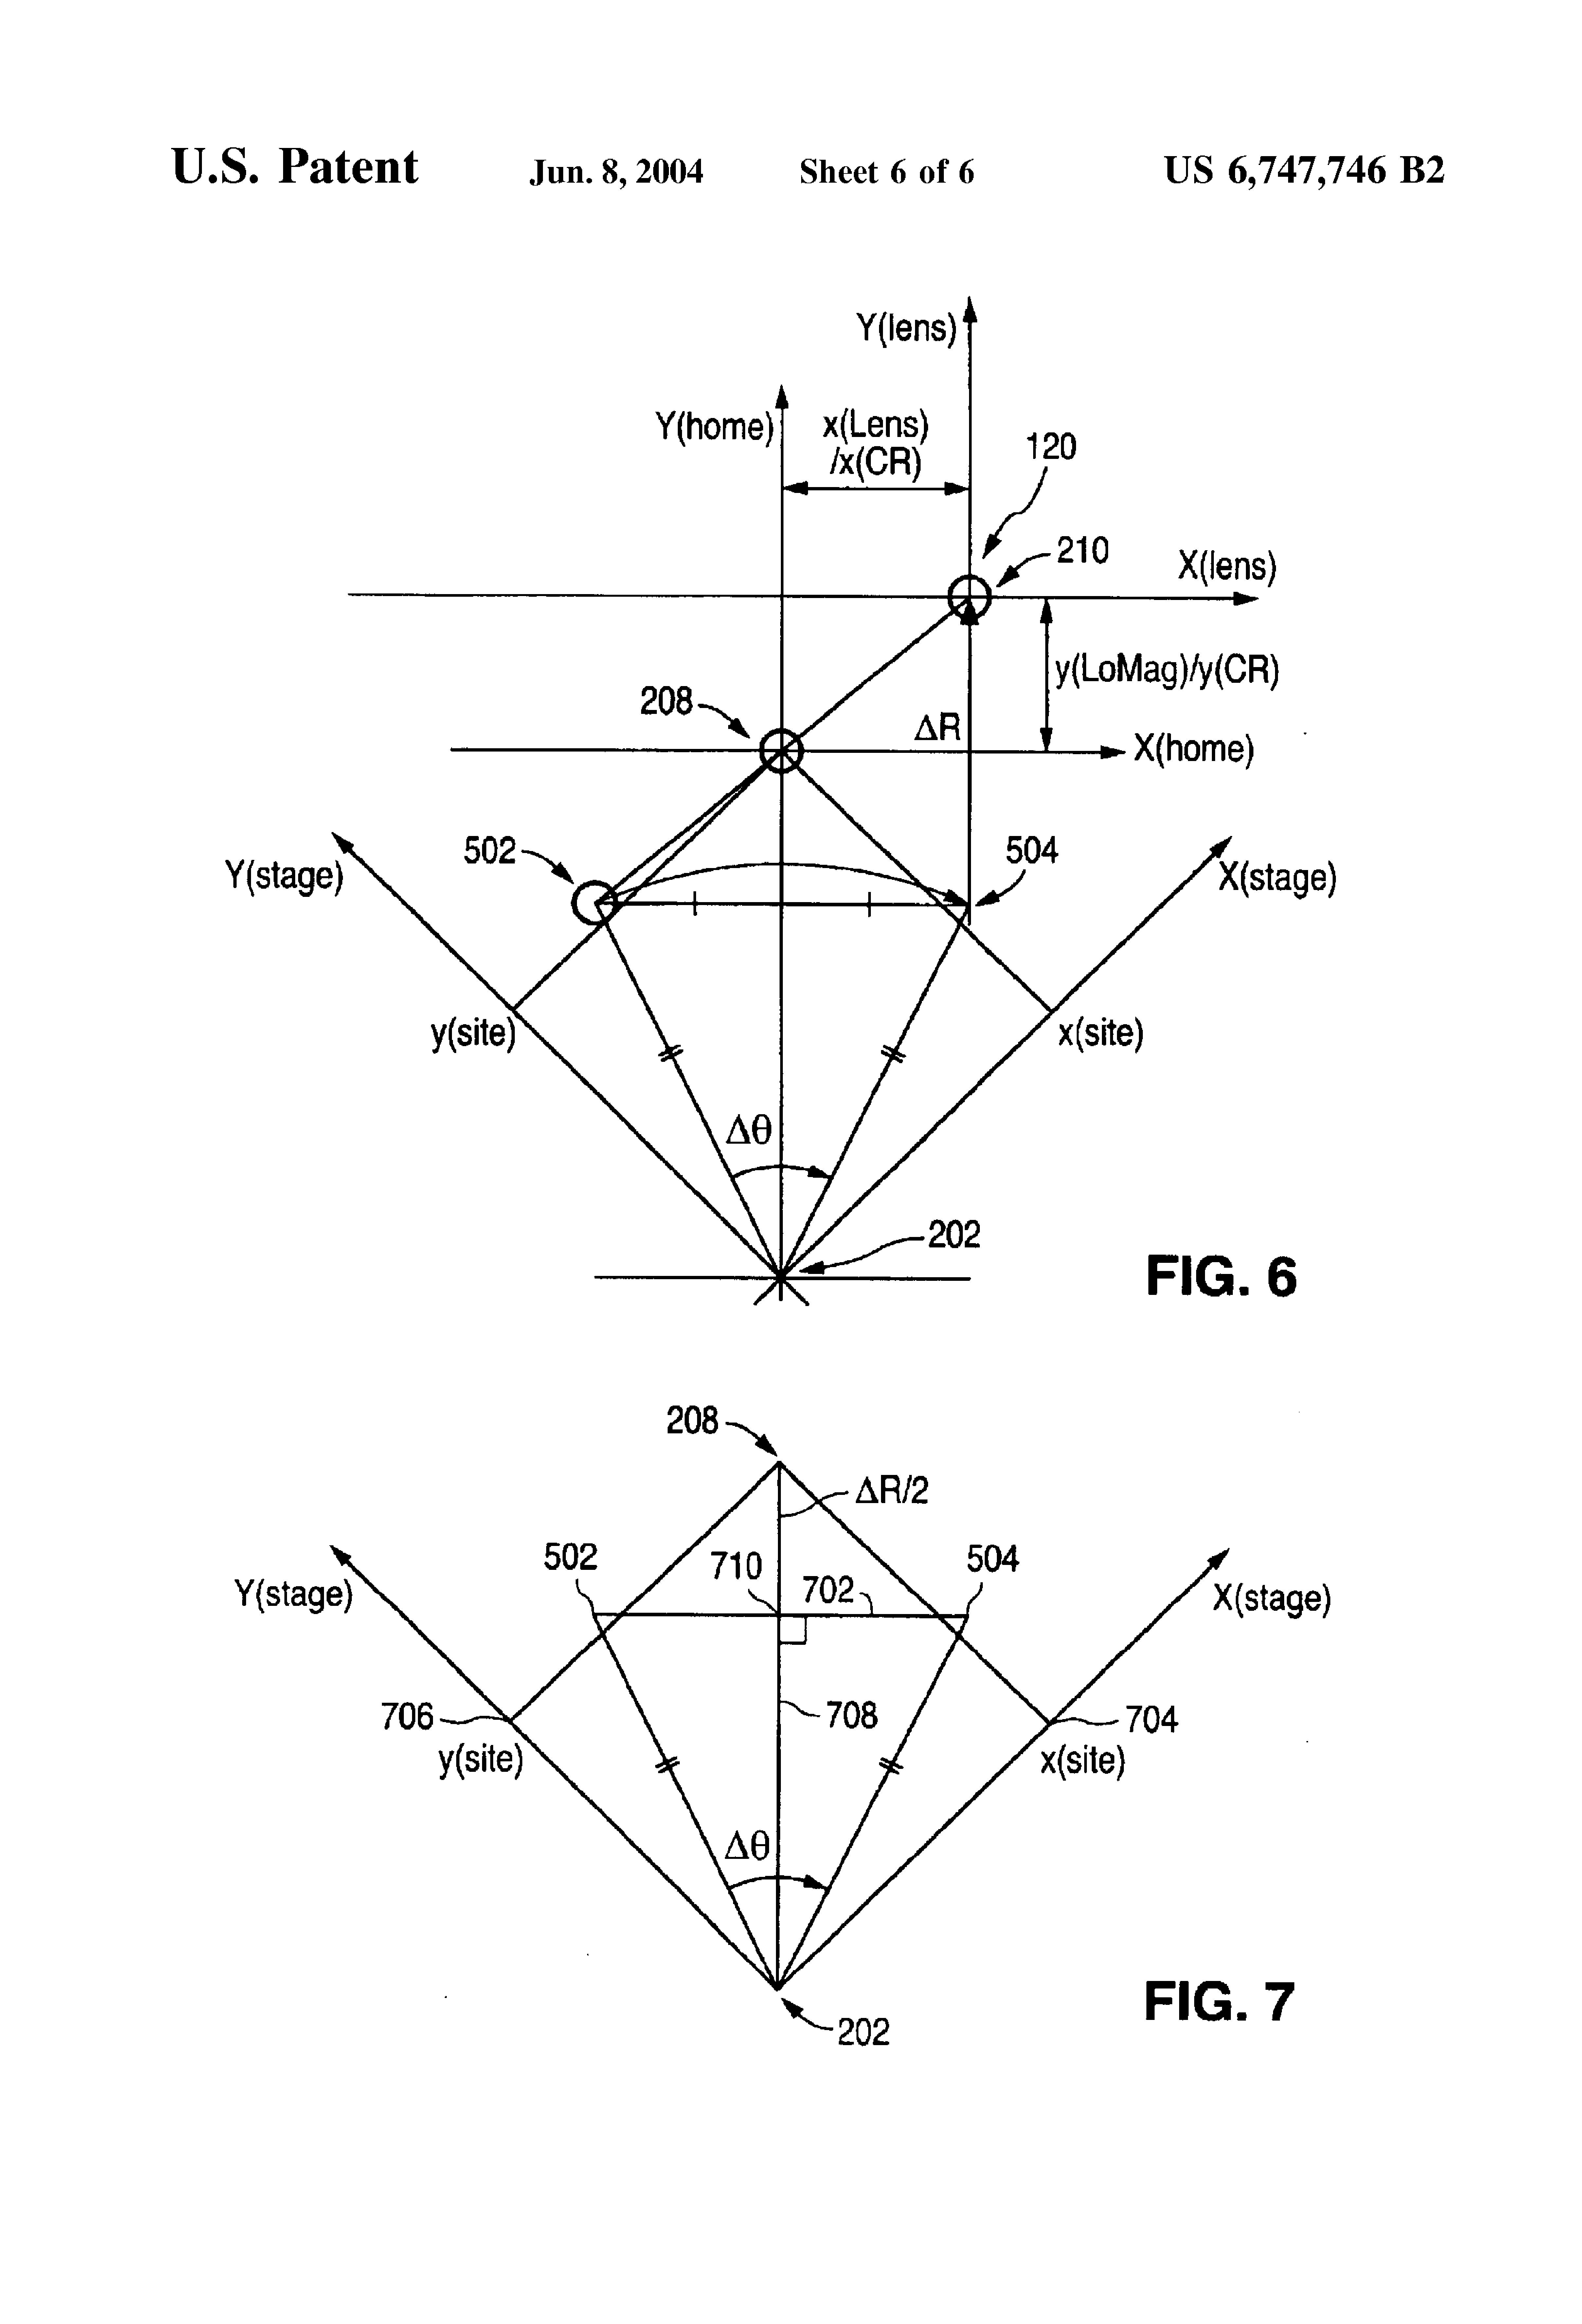 U.S. Patent Jun. 8, 2004 Sheet 6 of 6 US 6,747,746 B2
Y(lens)
Y(home)
x(Lens)
/x(CR)
120
210
X(lens)
y(LoMag)/y(CR)
208
ΔR
X(home)
502
504
Y(stage)
X(stage)
y(site)
x(site)
Δθ
202
FIG. 6
208
ΔR/2
502
710
702
504
Y(stage)
X(stage)
706
708
704
y(site)
x(site)
Δθ
202
FIG. 7